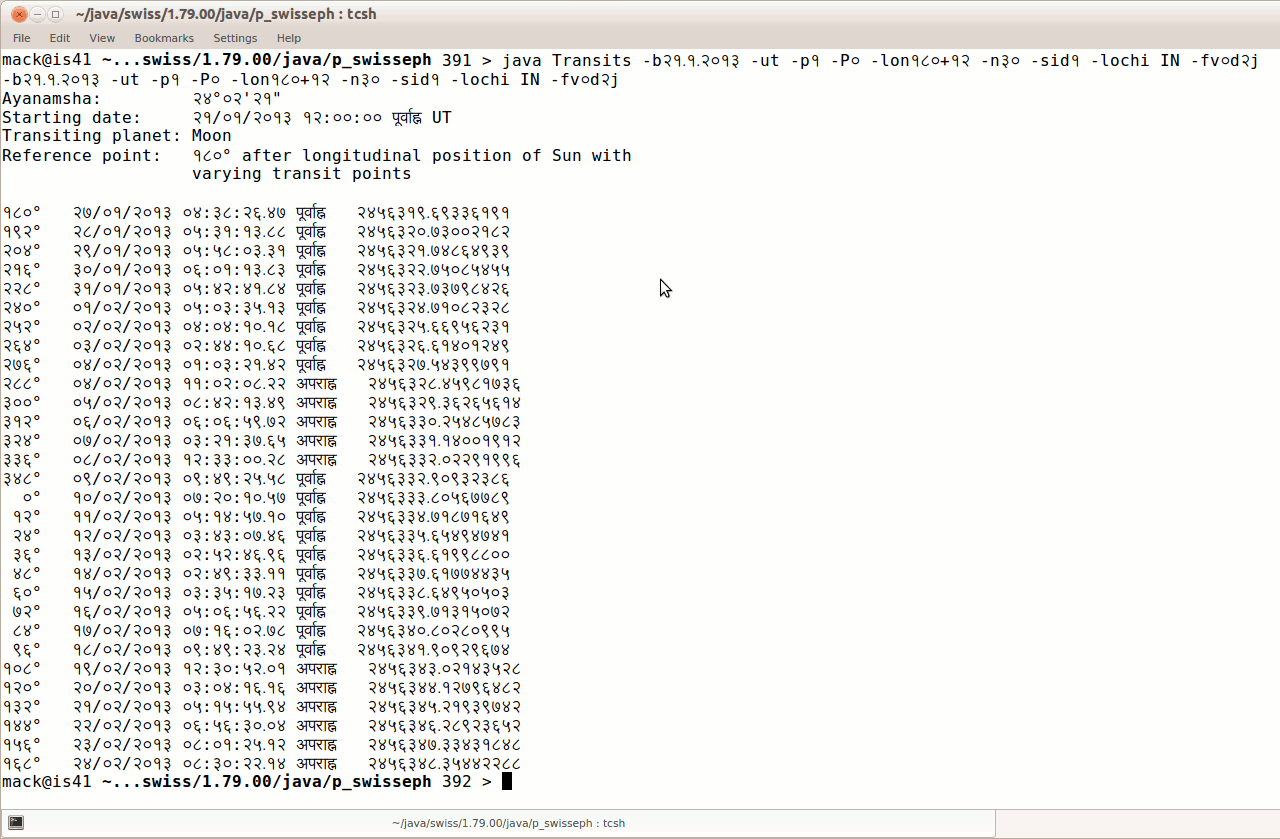 ~/java/swiss/1.79.00/java/p_swisseph : tcsh
File Edit View Bookmarks Settings Help
mack@is41 ~...swiss/1.79.00/java/p_swisseph 391 > java Transits -b२१.१.२०१३ -ut -p१ -P० -lon१८०+१२ -n३० -sid१ -lochi IN -fv०d२j
-b२१.१.२०१३ -ut -p१ -P० -lon१८०+१२ -n३० -sid१ -lochi IN -fv०d२j
Ayanamsha: २४°०२'२१"
Starting date: २१/०१/२०१३ १२:००:०० पूर्वाह्न UT
Transiting planet: Moon
Reference point: १८०° after longitudinal position of Sun with
varying transit points
१८०° २७/०१/२०१३ ०४:३८:२६.४७ पूर्वाह्न २४५६३१९.६९३३६१९१
१९२° २८/०१/२०१३ ०५:३१:१३.८८ पूर्वाह्न २४५६३२०.७३००२१८२
२०४° २९/०१/२०१३ ०५:५८:०३.३१ पूर्वाह्न २४५६३२१.७४८६४९३९
२१६° ३०/०१/२०१३ ०६:०१:१३.८३ पूर्वाह्न २४५६३२२.७५०८५४५५
२२८° ३१/०१/२०१३ ०५:४२:४१.८४ पूर्वाह्न २४५६३२३.७३७९८४२६
२४०° ०१/०२/२०१३ ०५:०३:३५.१३ पूर्वाह्न २४५६३२४.७१०८२३२८
२५२° ०२/०२/२०१३ ०४:०४:१०.१८ पूर्वाह्न २४५६३२५.६६९५६२३१
२६४° ०३/०२/२०१३ ०२:४४:१०.६८ पूर्वाह्न २४५६३२६.६१४०१२४९
२७६° ०४/०२/२०१३ ०१:०३:२१.४२ पूर्वाह्न २४५६३२७.५४३९९७९१
२८८° ०४/०२/२०१३ ११:०२:०८.२२ अपराह्न २४५६३२८.४५९८१७३६
३००° ०५/०२/२०१३ ०८:४२:१३.४९ अपराह्न २४५६३२९.३६२६५६१४
३१२° ०६/०२/२०१३ ०६:०६:५९.७२ अपराह्न २४५६३३०.२५४८५७८३
३२४° ०७/०२/२०१३ ०३:२१:३७.६५ अपराह्न २४५६३३१.१४००१९१२
३३६° ०८/०२/२०१३ १२:३३:००.२८ अपराह्न २४५६३३२.०२२९१९९६
३४८° ०९/०२/२०१३ ०९:४९:२५.५८ पूर्वाह्न २४५६३३२.९०९३२३८६
०° १०/०२/२०१३ ०७:२०:१०.५७ पूर्वाह्न २४५६३३३.८०५६७७८९
१२° ११/०२/२०१३ ०५:१४:५७.१० पूर्वाह्न २४५६३३४.७१८७१६४९
२४° १२/०२/२०१३ ०३:४३:०७.४६ पूर्वाह्न २४५६३३५.६५४९४७४१
३६° १३/०२/२०१३ ०२:५२:४६.९६ पूर्वाह्न २४५६३३६.६१९९८८००
४८° १४/०२/२०१३ ०२:४९:३३.११ पूर्वाह्न २४५६३३७.६१७७४४३५
६०° १५/०२/२०१३ ०३:३५:१७.२३ पूर्वाह्न २४५६३३८.६४९५०५०३
७२° १६/०२/२०१३ ०५:०६:५६.२२ पूर्वाह्न २४५६३३९.७१३१५०७२
८४° १७/०२/२०१३ ०७:१६:०२.७८ पूर्वाह्न २४५६३४०.८०२८०९९५
९६° १८/०२/२०१३ ०९:४९:२३.२४ पूर्वाह्न २४५६३४१.९०९२९६७४
१०८° १९/०२/२०१३ १२:३०:५२.०१ अपराह्न २४५६३४३.०२१४३५२८
१२०° २०/०२/२०१३ ०३:०४:१६.१६ अपराह्न २४५६३४४.१२७९६४८२
१३२° २१/०२/२०१३ ०५:१५:५५.९४ अपराह्न २४५६३४५.२१९३९७४२
१४४° २२/०२/२०१३ ०६:५६:३०.०४ अपराह्न २४५६३४६.२८९२३६५२
१५६° २३/०२/२०१३ ०८:०१:२५.१२ अपराह्न २४५६३४७.३३४३१८४८
१६८° २४/०२/२०१३ ०८:३०:२२.१४ अपराह्न २४५६३४८.३५४४२२८८
mack@is41 ~...swiss/1.79.00/java/p_swisseph 392 >
~/java/swiss/1.79.00/java/p_swisseph : tcsh